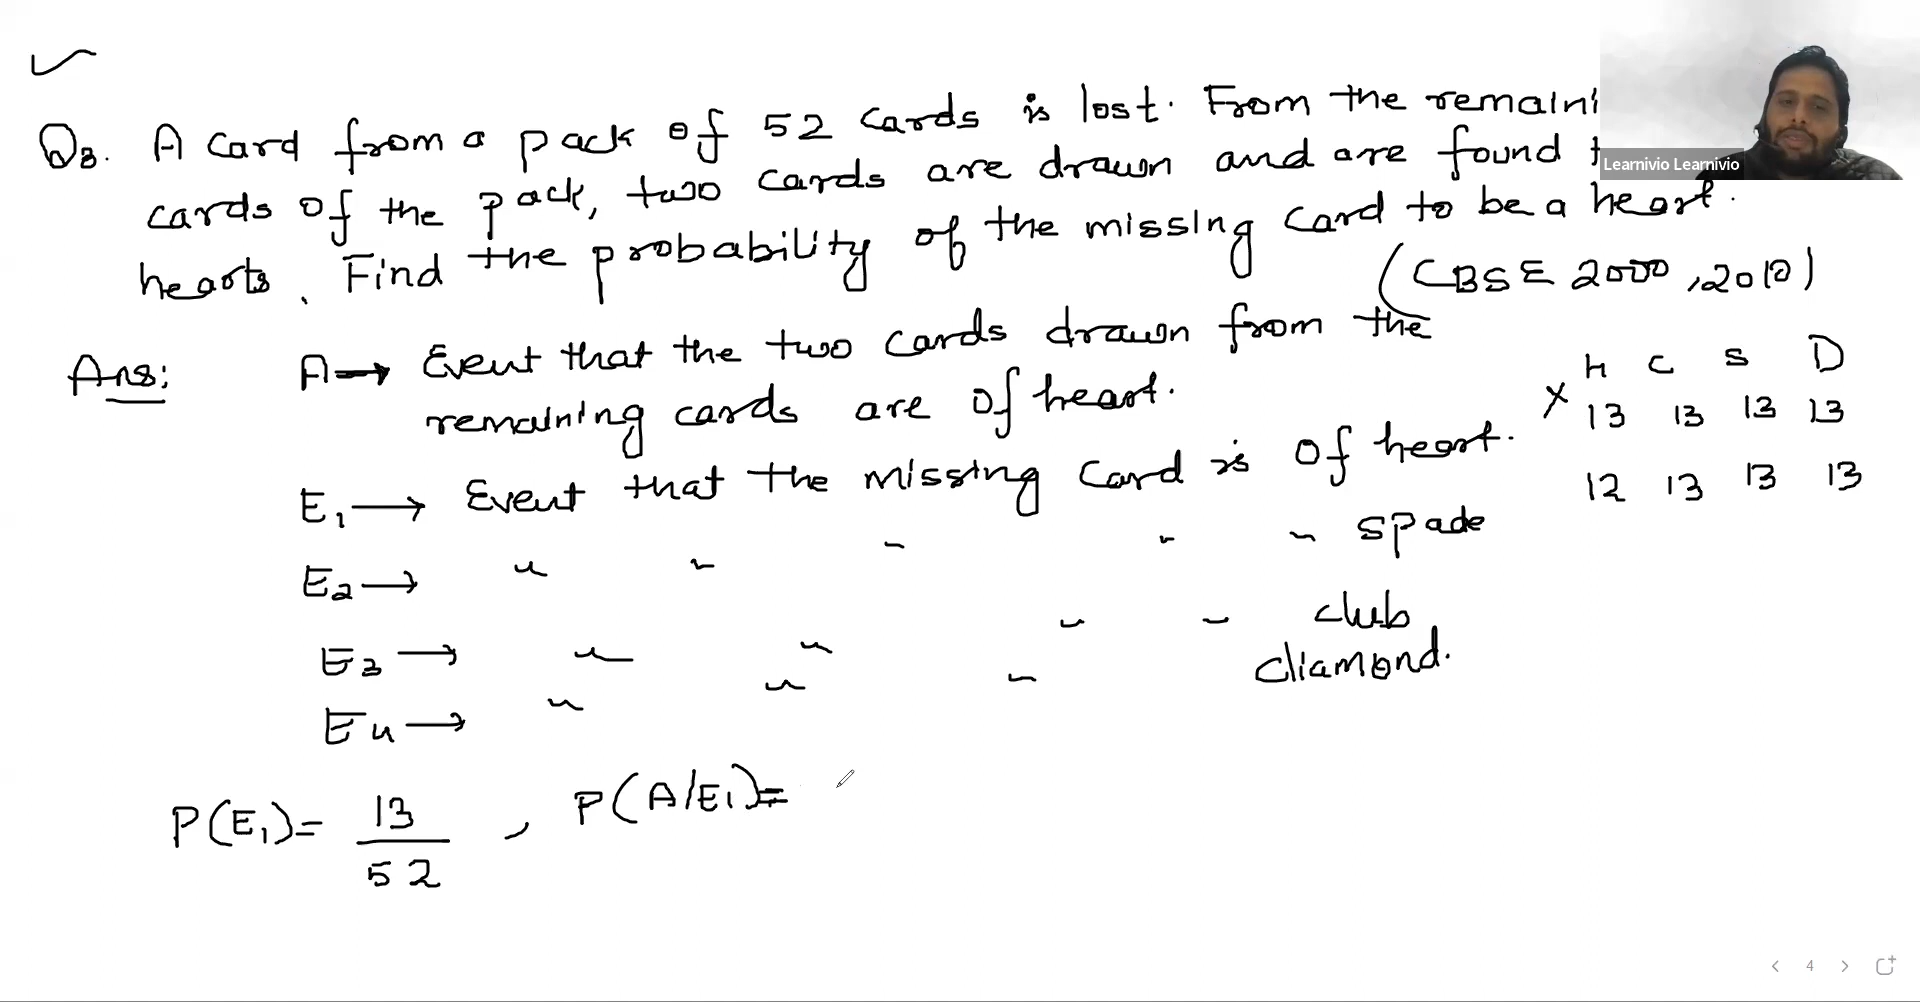 Q3. A card from a pack of 52 cards is lost. From the remaini
cards of the pack, two cards are drawn and are found t
hearts. Find the probability of the missing card to be a heart.
(CBSE 2000, 2010)
Ans: A → Event that the two cards drawn from the
remaining cards are of heart.
H C S D
X 13 13 13 13
12 13 13 13
E1 → Event that the missing card is of heart.
E2 → " " " " " spade
E3 → " " " " club
E4 → " " " diamond.
P(E1) = 13/52 , P(A/E1) =
Learnivio Learnivio
4